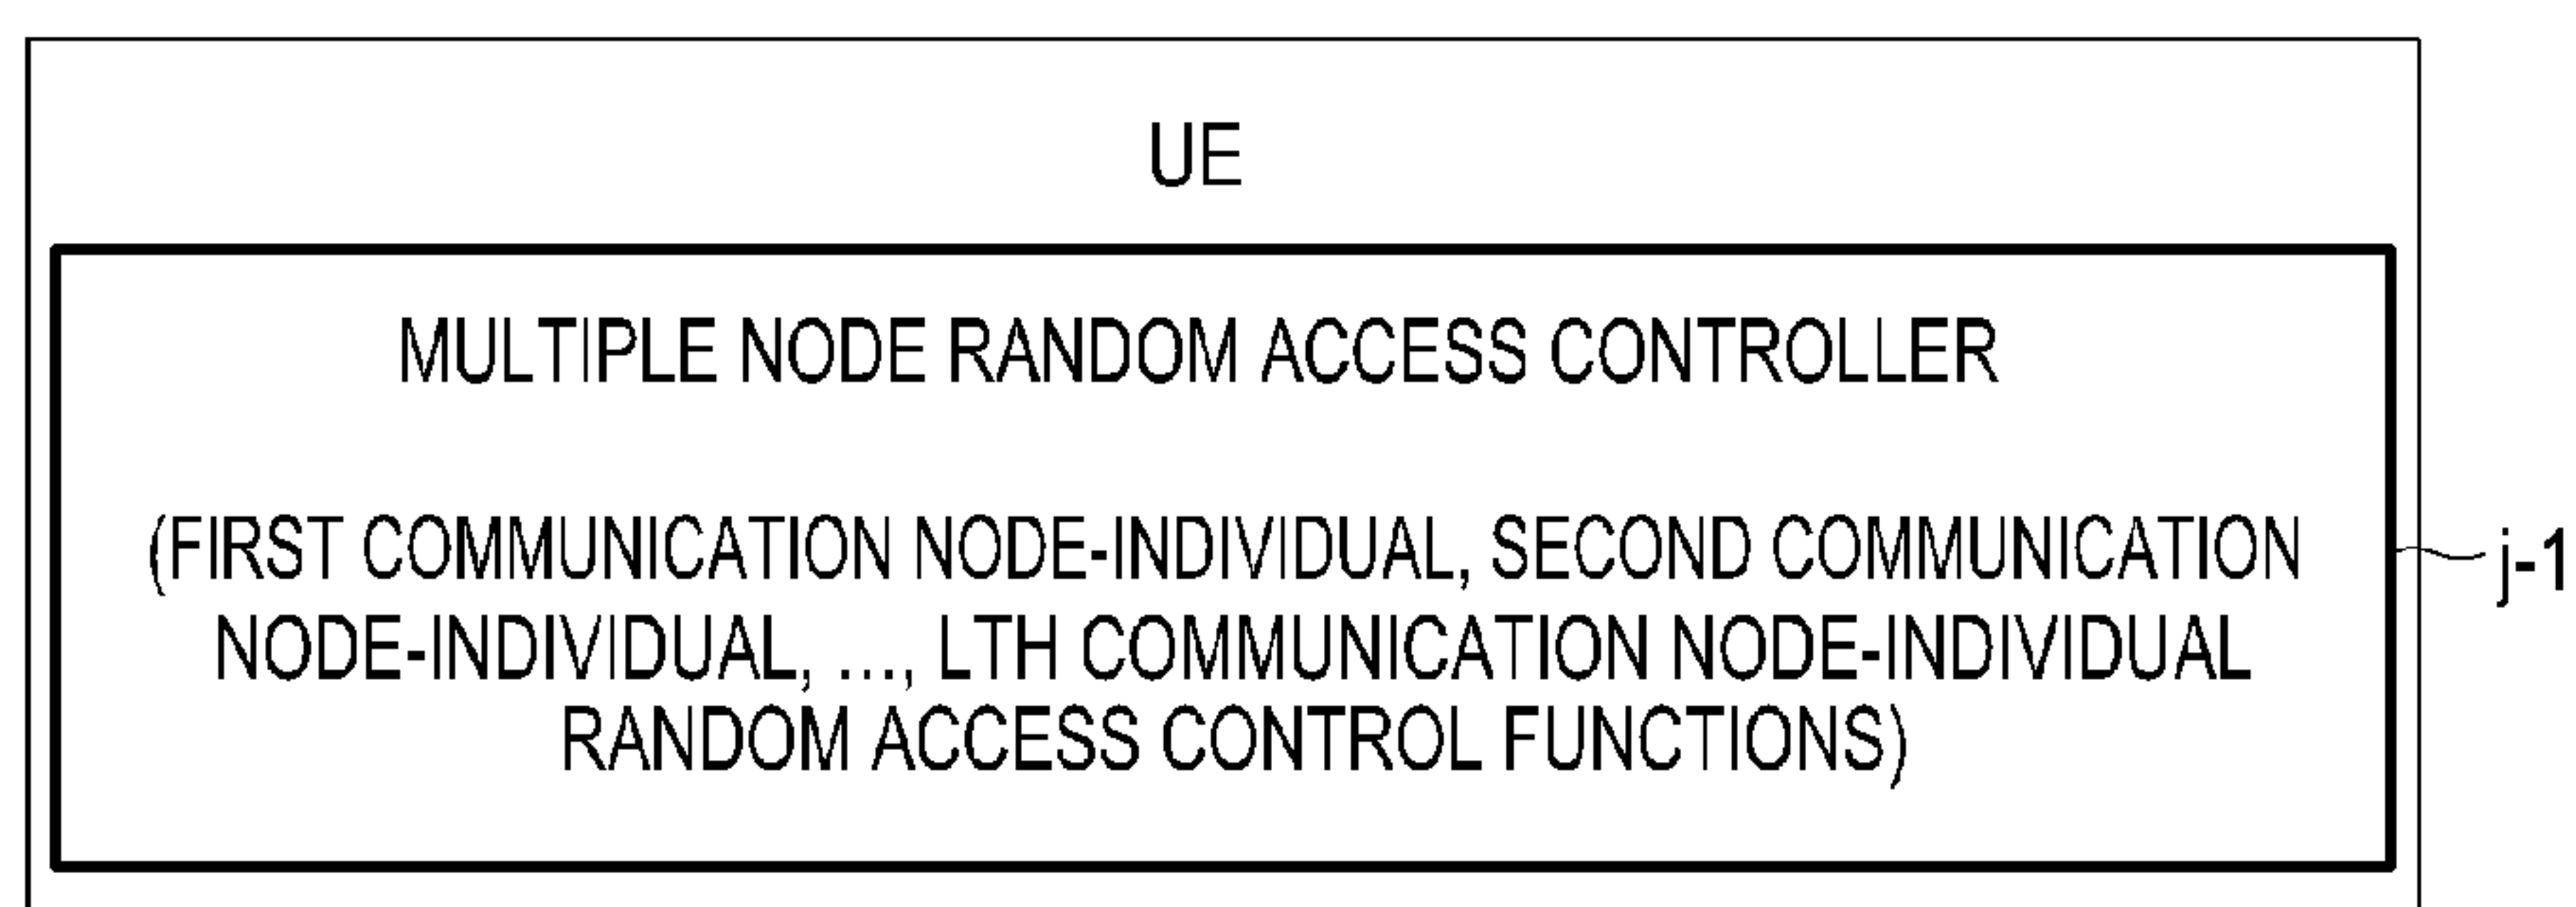 UE
MULTIPLE NODE RANDOM ACCESS CONTROLLER
(FIRST COMMUNICATION NODE-INDIVIDUAL, SECOND COMMUNICATION
NODE-INDIVIDUAL, ..., LTH COMMUNICATION NODE-INDIVIDUAL
RANDOM ACCESS CONTROL FUNCTIONS)
j-1